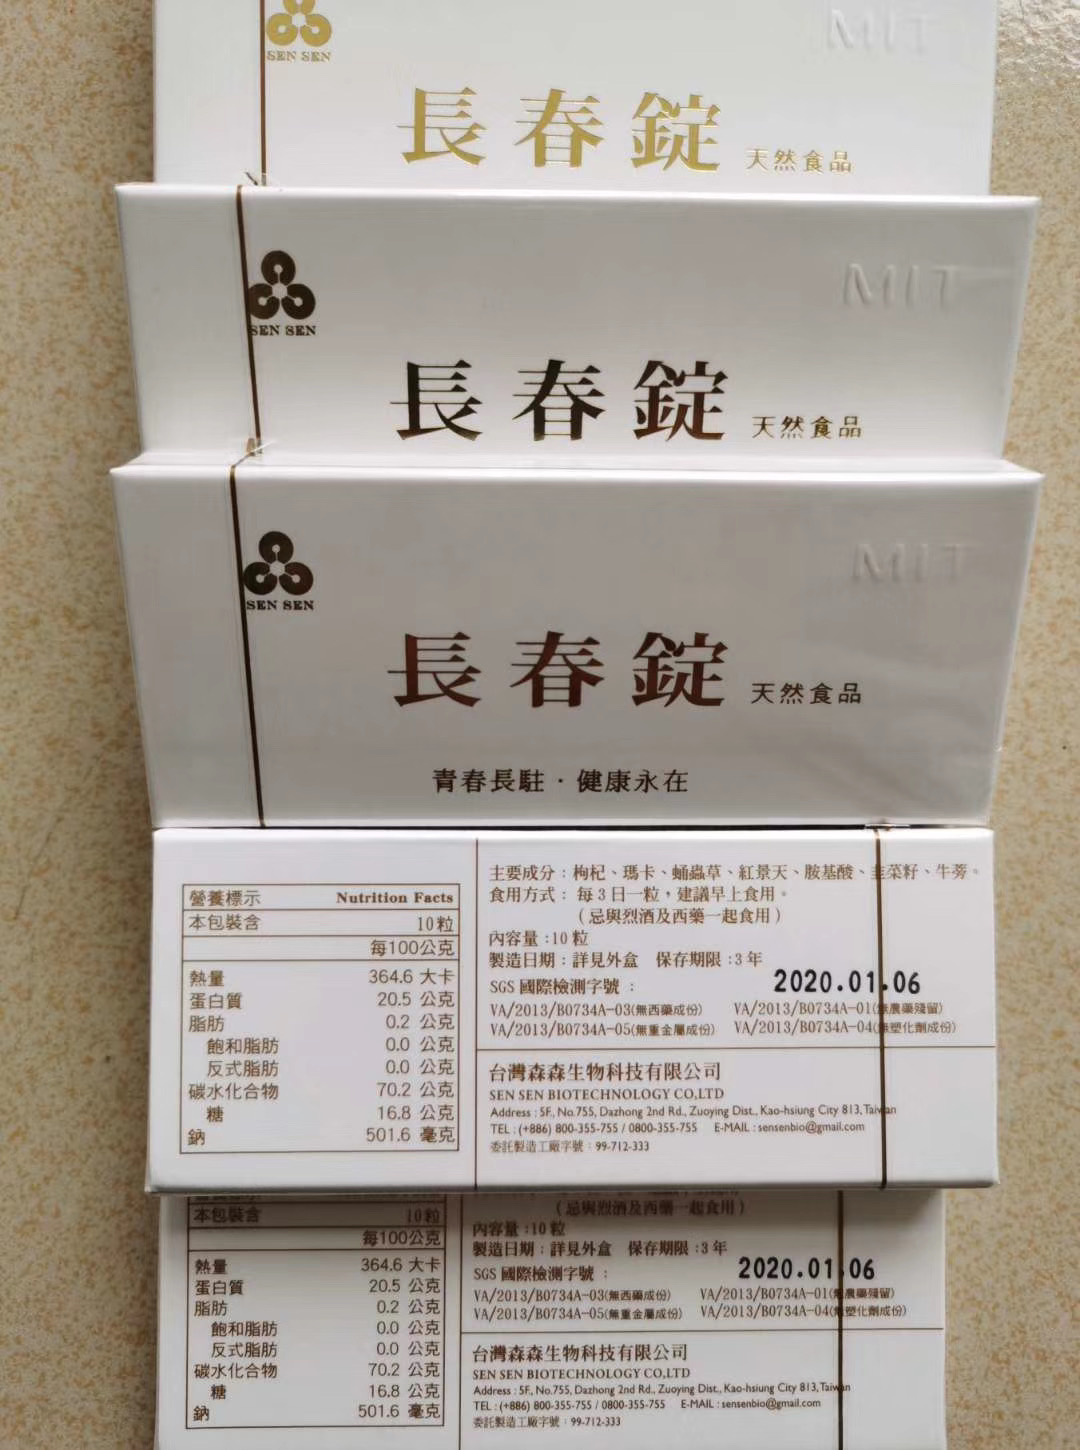 SEN SEN
MIT
長春錠 天然食品
SEN SEN
MIT
長春錠 天然食品
SEN SEN
MIT
長春錠 天然食品
青春長駐·健康永在
營養標示 Nutrition Facts
本包裝含 10粒
每100公克
熱量 364.6 大卡
蛋白質 20.5 公克
脂肪 0.2 公克
飽和脂肪 0.0 公克
反式脂肪 0.0 公克
碳水化合物 70.2 公克
糖 16.8 公克
鈉 501.6 毫克
主要成分：枸杞、瑪卡、蛹蟲草、紅景天、胺基酸、韭菜籽、牛蒡。
食用方式：每3日一粒，建議早上食用。
（忌與烈酒及西藥一起食用）
內容量：10粒
製造日期：詳見外盒 保存期限：3年
SGS 國際檢測字號： 2020.01.06
VA/2013/B0734A-03(無西藥成份) VA/2013/B0734A-01(無農藥殘留)
VA/2013/B0734A-05(無重金屬成份) VA/2013/B0734A-04(無塑化劑成份)
台灣森森生物科技有限公司
SEN SEN BIOTECHNOLOGY CO,LTD
Address : 5F., No.755, Dazhong 2nd Rd., Zuoying Dist., Kao-hsiung City 813, Taiwan
TEL : (+886) 800-355-755 / 0800-355-755 E-MAIL : sensenbio@gmail.com
委託製造工廠字號：99-712-333
本包裝含 10粒
每100公克
熱量 364.6 大卡
蛋白質 20.5 公克
脂肪 0.2 公克
飽和脂肪 0.0 公克
反式脂肪 0.0 公克
碳水化合物 70.2 公克
糖 16.8 公克
鈉 501.6 毫克
（忌與烈酒及西藥一起食用）
內容量：10粒
製造日期：詳見外盒 保存期限：3年
SGS 國際檢測字號： 2020.01.06
VA/2013/B0734A-03(無西藥成份) VA/2013/B0734A-01(無農藥殘留)
VA/2013/B0734A-05(無重金屬成份) VA/2013/B0734A-04(無塑化劑成份)
台灣森森生物科技有限公司
SEN SEN BIOTECHNOLOGY CO,LTD
Address : 5F., No.755, Dazhong 2nd Rd., Zuoying Dist., Kao-hsiung City 813, Taiwan
TEL : (+886) 800-355-755 / 0800-355-755 E-MAIL : sensenbio@gmail.com
委託製造工廠字號：99-712-333